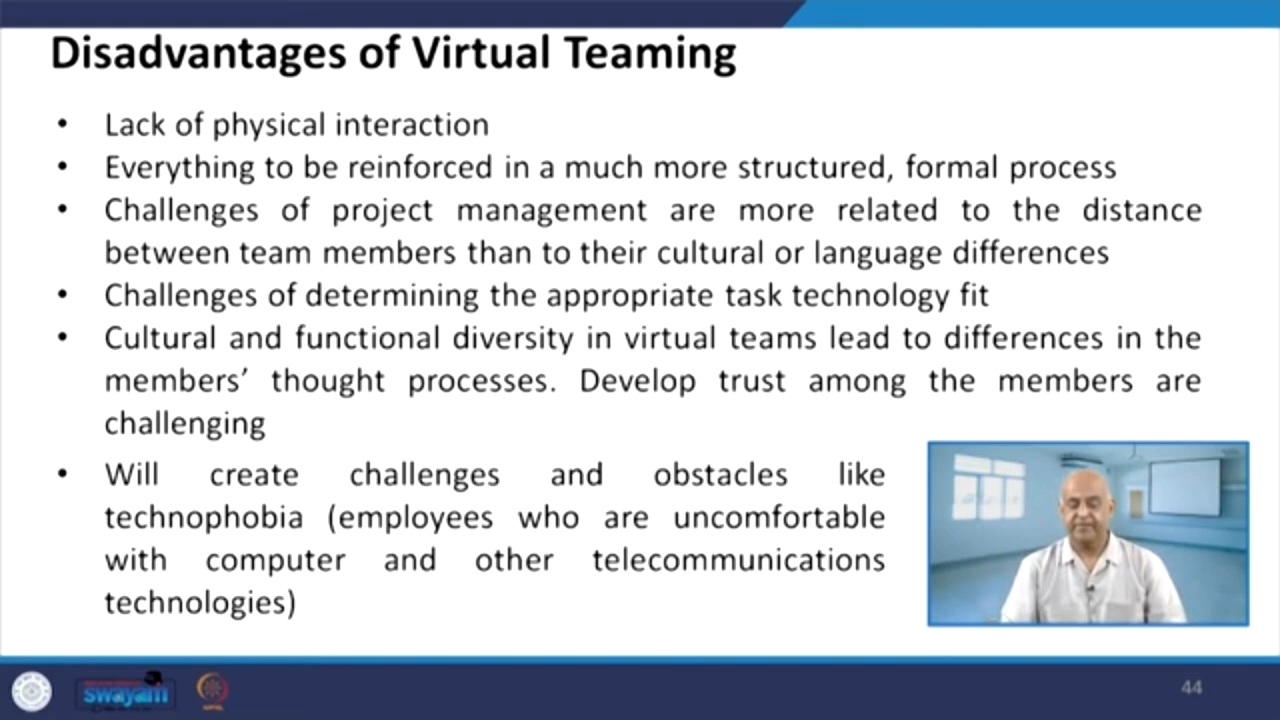 Disadvantages of Virtual Teaming
• Lack of physical interaction
• Everything to be reinforced in a much more structured, formal process
• Challenges of project management are more related to the distance
between team members than to their cultural or language differences
• Challenges of determining the appropriate task technology fit
• Cultural and functional diversity in virtual teams lead to differences in the
members’ thought processes. Develop trust among the members are
challenging
• Will create challenges and obstacles like
technophobia (employees who are uncomfortable
with computer and other telecommunications
technologies)
swayam
44